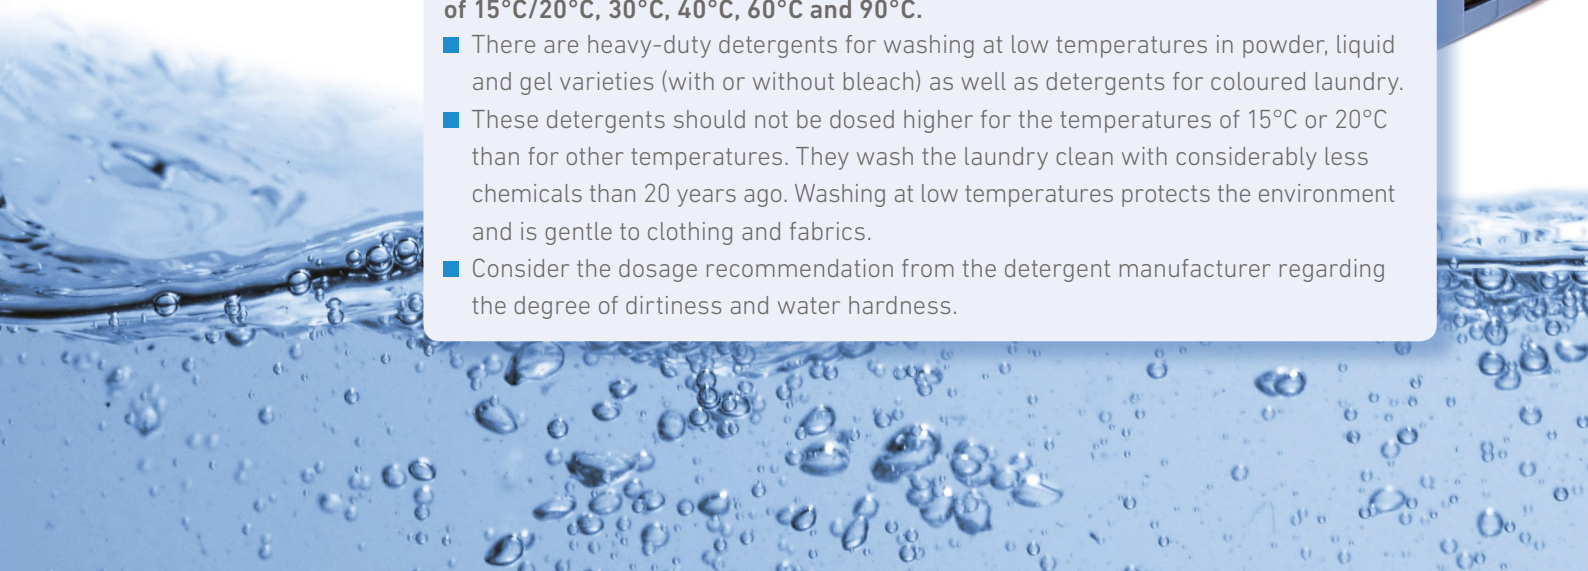 of 15°C/20°C, 30°C, 40°C, 60°C and 90°C.
■ There are heavy-duty detergents for washing at low temperatures in powder, liquid
and gel varieties (with or without bleach) as well as detergents for coloured laundry.
■ These detergents should not be dosed higher for the temperatures of 15°C or 20°C
than for other temperatures. They wash the laundry clean with considerably less
chemicals than 20 years ago. Washing at low temperatures protects the environment
and is gentle to clothing and fabrics.
■ Consider the dosage recommendation from the detergent manufacturer regarding
the degree of dirtiness and water hardness.